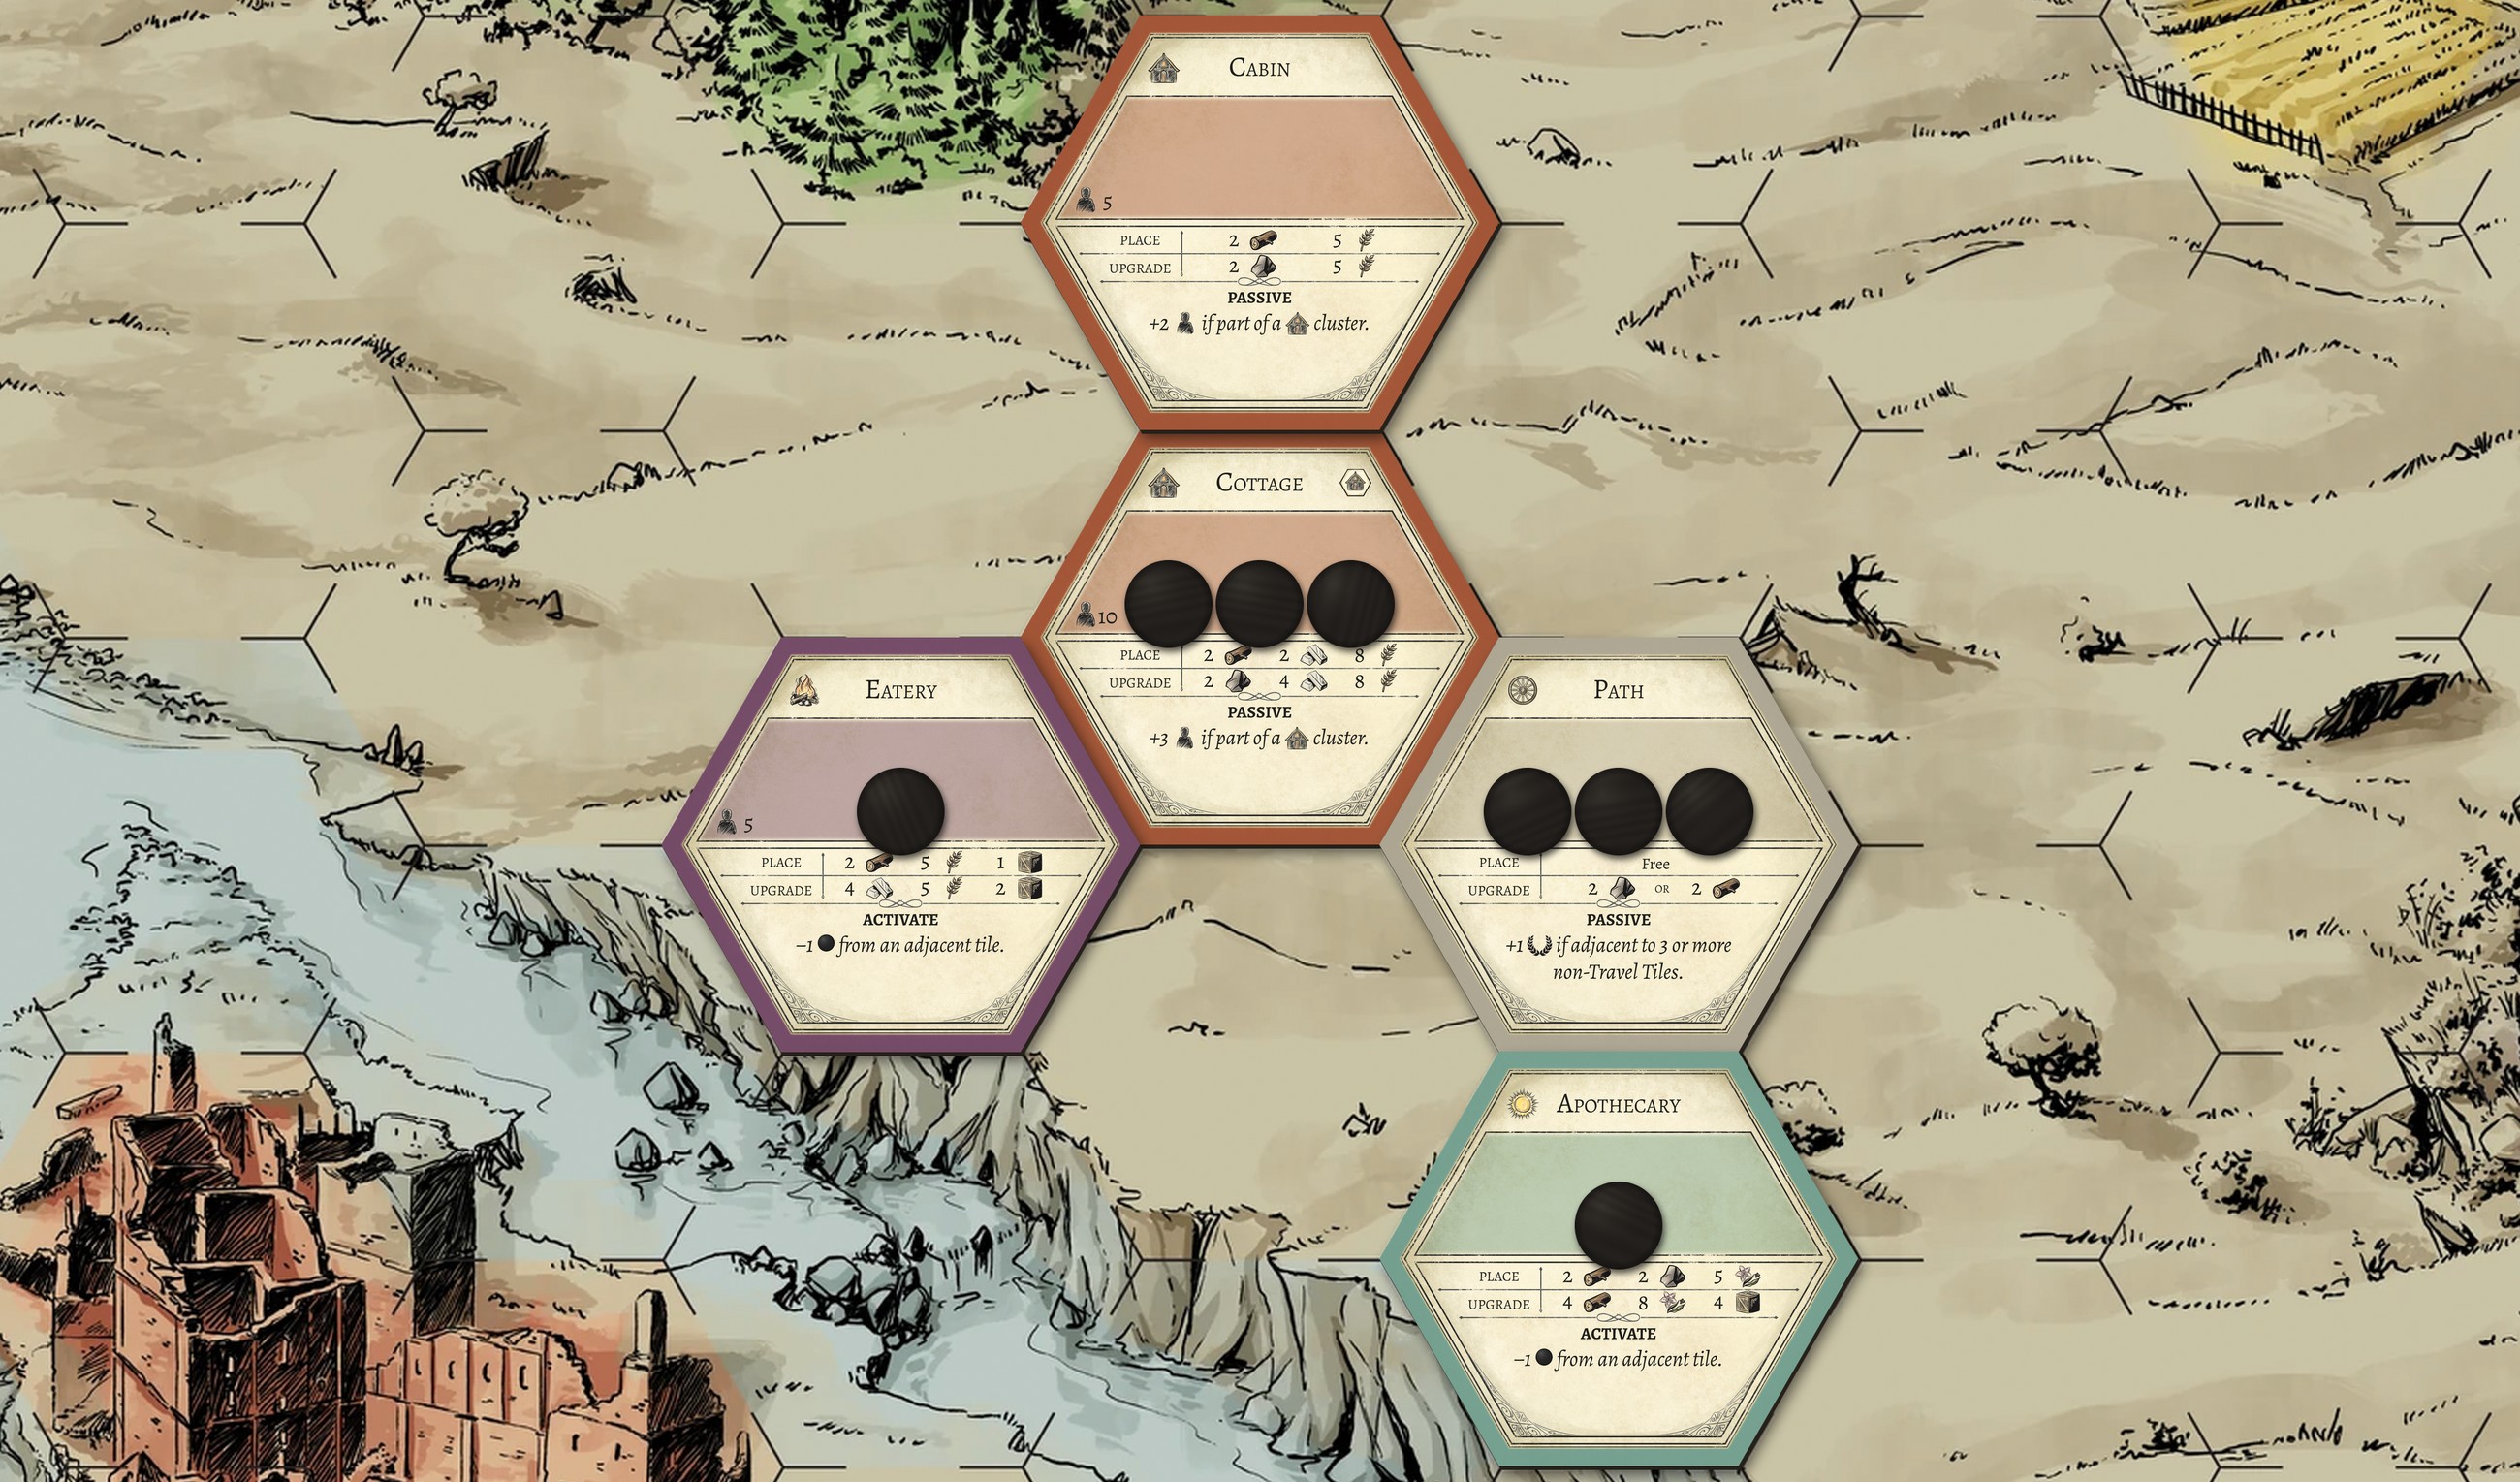 Cabin
5
PLACE 2 5
UPGRADE 2 5
PASSIVE
+2 if part of a cluster.
Cottage
10
PLACE 2 2 8
UPGRADE 2 4 8
PASSIVE
+3 if part of a cluster.
Eatery
5
PLACE 2 5 1
UPGRADE 4 5 2
ACTIVATE
–1 from an adjacent tile.
Path
PLACE Free
UPGRADE 2 OR 2
PASSIVE
+1 if adjacent to 3 or more
non-Travel Tiles.
Apothecary
PLACE 2 2 5
UPGRADE 4 8 4
ACTIVATE
–1 from an adjacent tile.